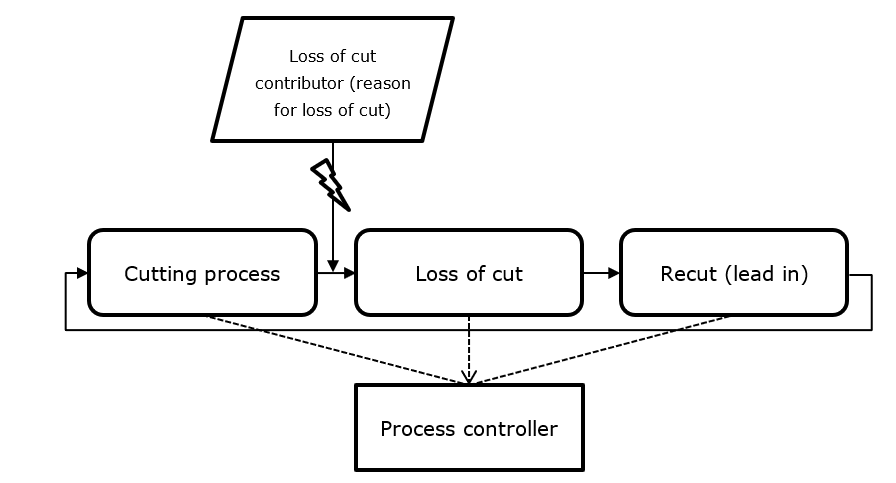 Loss of cut
contributor (reason
for loss of cut)
Cutting process
Loss of cut
Recut (lead in)
Process controller